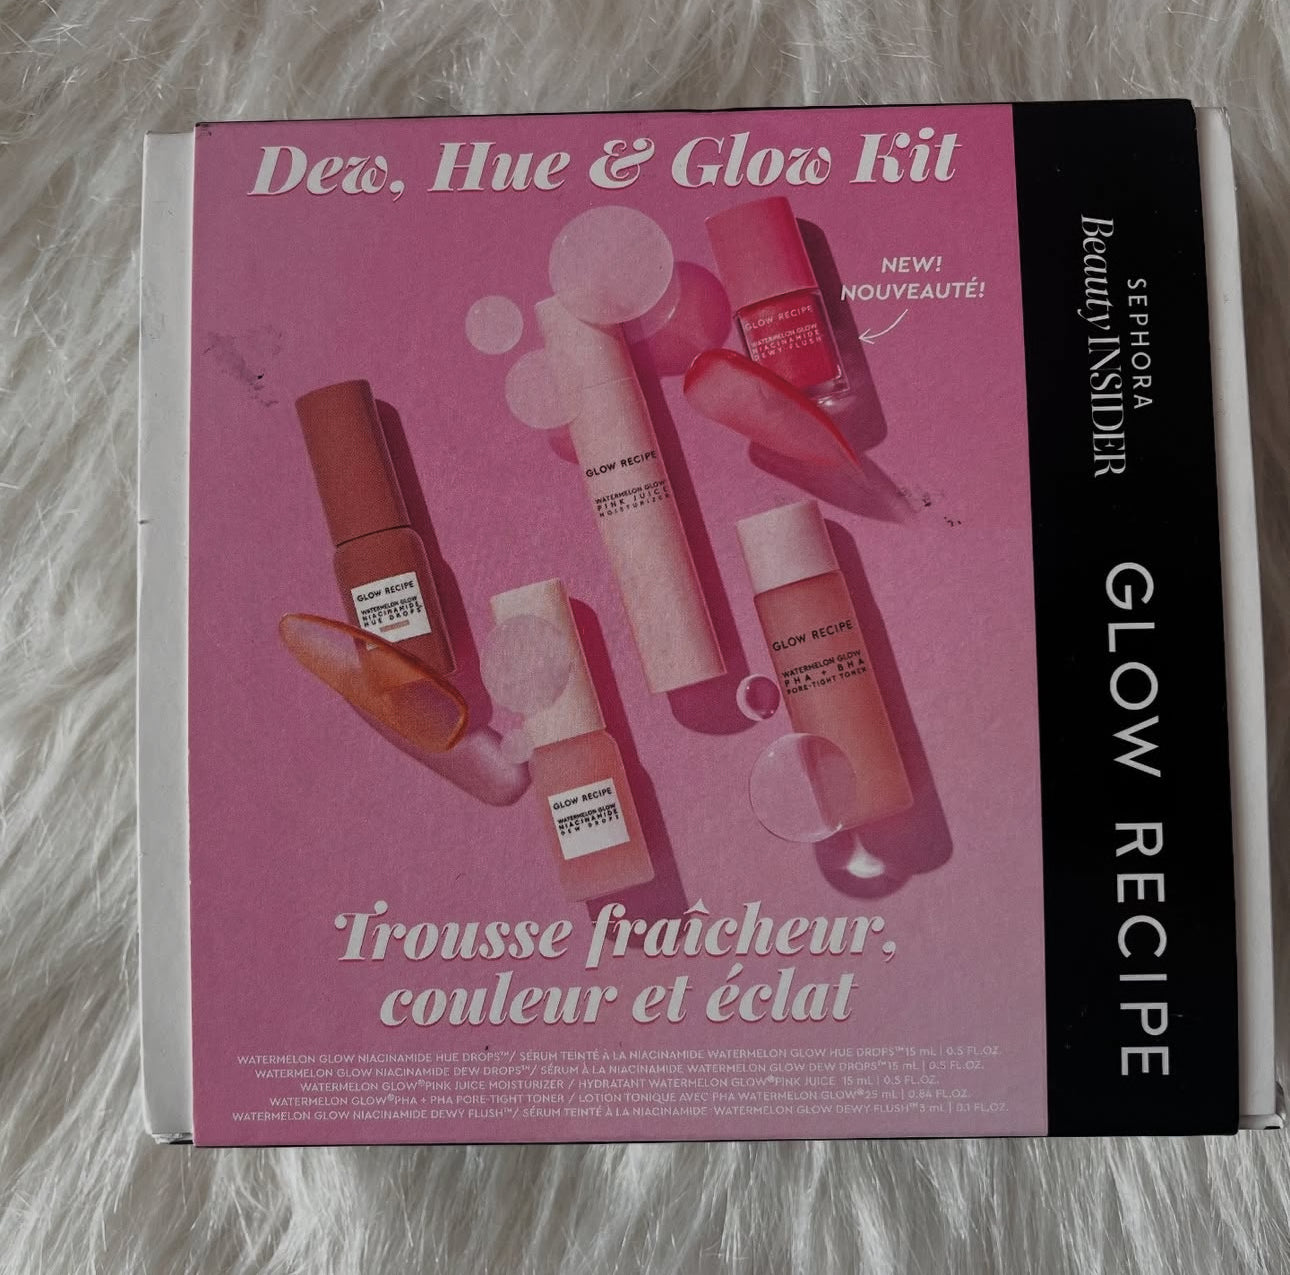 Dew, Hue & Glow Kit
NEW!
NOUVEAUTÉ!
GLOW RECIPE
WATERMELON GLOW
NIACINAMIDE
DEWY FLUSH
GLOW RECIPE
WATERMELON GLOW
PINK JUICE
MOISTURIZER
GLOW RECIPE
WATERMELON GLOW
NIACINAMIDE
HUE DROPS
GLOW RECIPE
WATERMELON GLOW
PHA + BHA
PORE-TIGHT TONER
GLOW RECIPE
WATERMELON GLOW
NIACINAMIDE
DEW DROPS
Trousse fraîcheur,
couleur et éclat
WATERMELON GLOW NIACINAMIDE HUE DROPS™/ SÉRUM TEINTÉ À LA NIACINAMIDE WATERMELON GLOW HUE DROPS™15 mL | 0.5 FL.OZ.
WATERMELON GLOW NIACINAMIDE DEW DROPS™/ SÉRUM À LA NIACINAMIDE WATERMELON GLOW DEW DROPS™15 mL | 0.5 FL.OZ.
WATERMELON GLOW®PINK JUICE MOISTURIZER / HYDRATANT WATERMELON GLOW®PINK JUICE 15 mL | 0.5 FL.OZ.
WATERMELON GLOW®PHA + PHA PORE-TIGHT TONER / LOTION TONIQUE AVEC PHA WATERMELON GLOW®25 mL | 0.84 FL.OZ.
WATERMELON GLOW NIACINAMIDE DEWY FLUSH™/ SÉRUM TEINTÉ À LA NIACINAMIDE WATERMELON GLOW DEWY FLUSH™3 mL | 0.1 FL.OZ.
SEPHORA
Beauty INSIDER
GLOW RECIPE